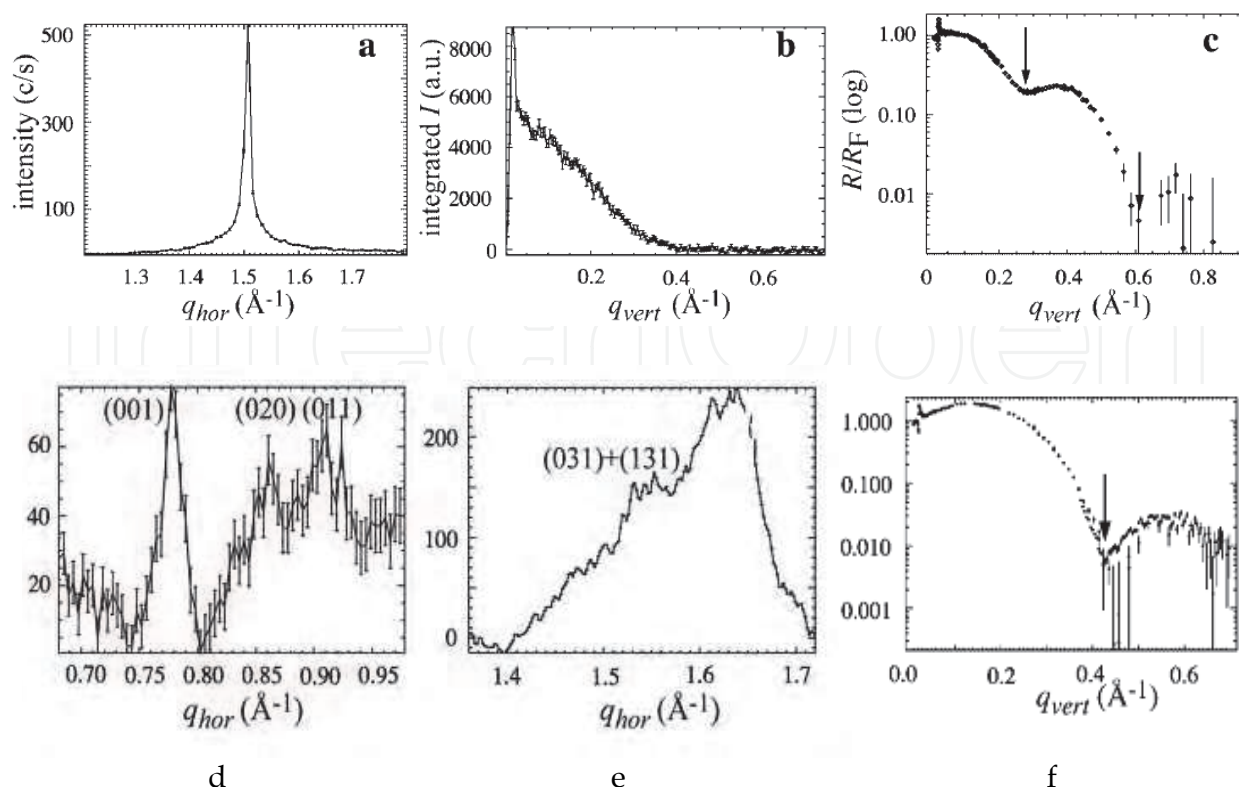 a
intensity (c/s)
500
300
100
1.3 1.5 1.7
q_hor (Å-1)
b
integrated I (a.u.)
8000
6000
4000
2000
0
0.2 0.4 0.6
q_vert (Å-1)
c
R/R_F (log)
1.00
0.10
0.01
0 0.2 0.4 0.6 0.8
q_vert (Å-1)
(001) (020) (011)
60
40
20
0.70 0.75 0.80 0.85 0.90 0.95
q_hor (Å-1)
d
(031)+(131)
200
100
0
1.4 1.5 1.6 1.7
q_hor (Å-1)
e
1.000
0.100
0.010
0.001
0.0 0.2 0.4 0.6
q_vert (Å-1)
f